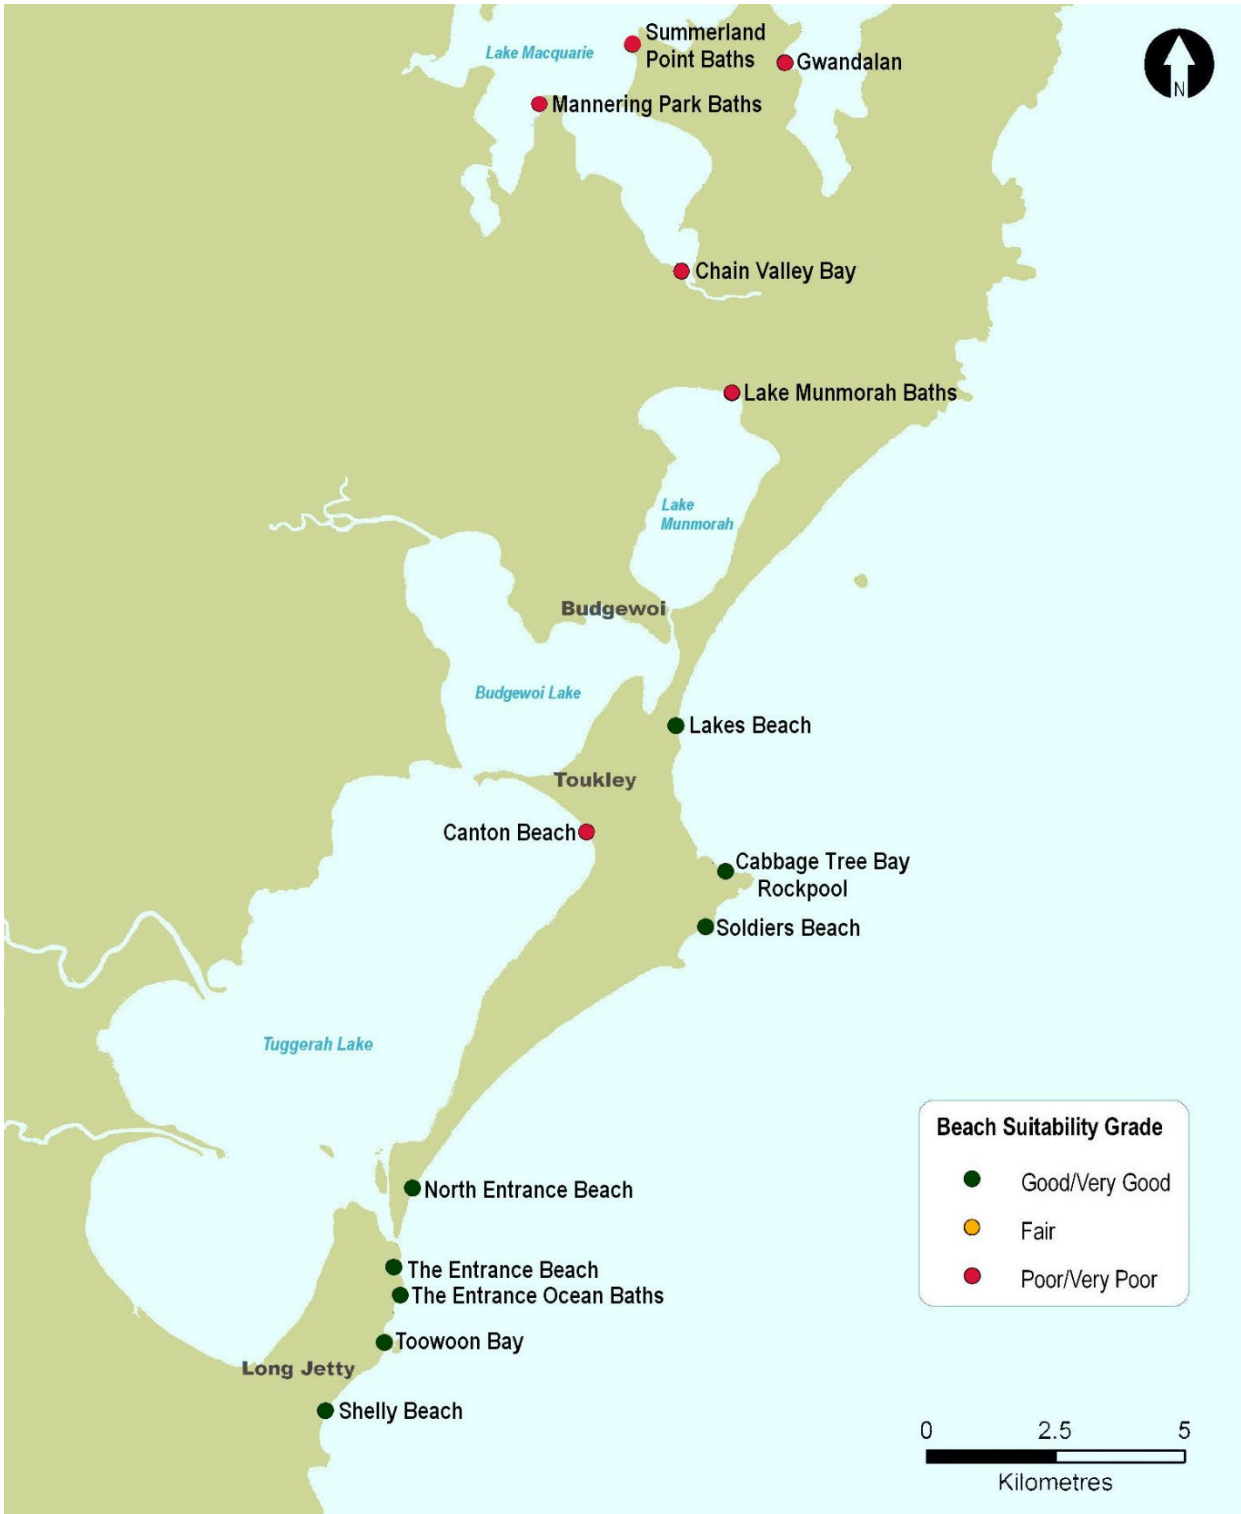 Summerland
Point Baths
Lake Macquarie
Gwandalan
N
Mannering Park Baths
Chain Valley Bay
Lake Munmorah Baths
Lake
Munmorah
Budgewoi
Budgewoi Lake
Lakes Beach
Toukley
Canton Beach
Cabbage Tree Bay
Rockpool
Soldiers Beach
Tuggerah Lake
North Entrance Beach
The Entrance Beach
The Entrance Ocean Baths
Toowoon Bay
Long Jetty
Shelly Beach
Beach Suitability Grade
Good/Very Good
Fair
Poor/Very Poor
0 2.5 5
Kilometres